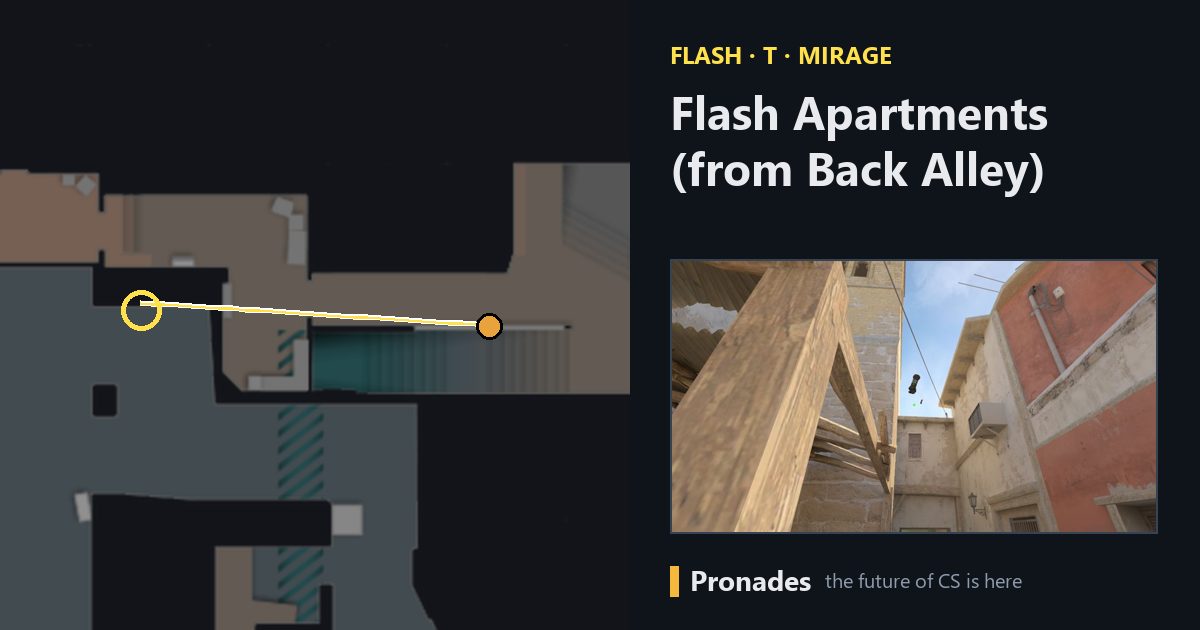 FLASH · T · MIRAGE
Flash Apartments
(from Back Alley)
Pronades the future of CS is here